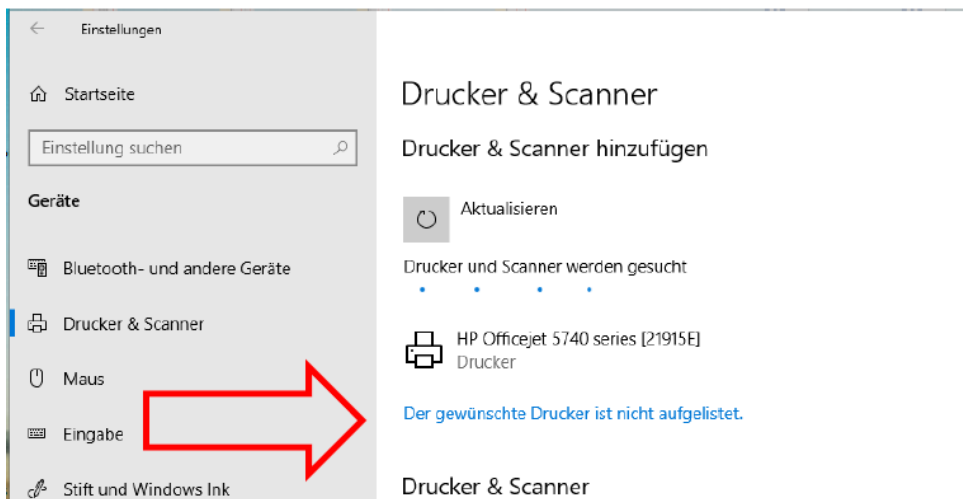 Einstellungen
Startseite
Einstellung suchen
Geräte
Bluetooth- und andere Geräte
Drucker & Scanner
Maus
Eingabe
Stift und Windows Ink
Drucker & Scanner
Drucker & Scanner hinzufügen
Aktualisieren
Drucker und Scanner werden gesucht
HP Officejet 5740 series [21915E]
Drucker
Der gewünschte Drucker ist nicht aufgelistet.
Drucker & Scanner